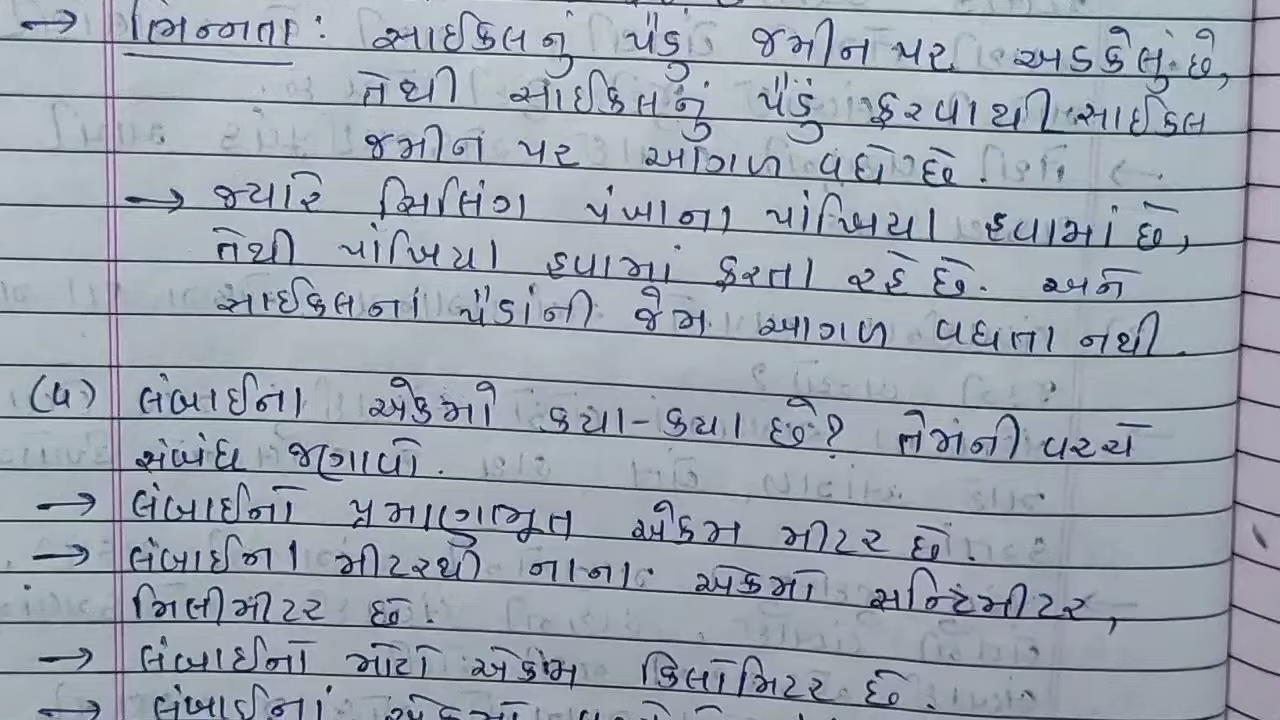 → ભિન્નતા : સાઈકલનું પૈડું જમીન પર અડકેલું છે,
તેથી સાઈકલનું પૈડું ફરવાથી સાઈકલ
જમીન પર આગળ વધે છે.
→ જ્યારે સિલિંગ પંખાના પાંખિયા હવામાં છે,
તેથી પાંખિયા હવામાં ફરતા રહે છે. અને
સાઈકલનાં પૈડાંની જેમ આગળ વધતા નથી.
(૫) લંબાઈના એકમો કયા-કયા છે? તેમની વચ્ચે
સંબંધ જણાવો.
→ લંબાઈનો પ્રમાણભૂત એકમ મીટર છે.
→ લંબાઈના મીટરથી નાના એકમો સેન્ટિમીટર,
મિલીમીટર છે.
→ લંબાઈનો મોટો એકમ કિલોમિટર છે.
→ લંબાઈનાં એકમો